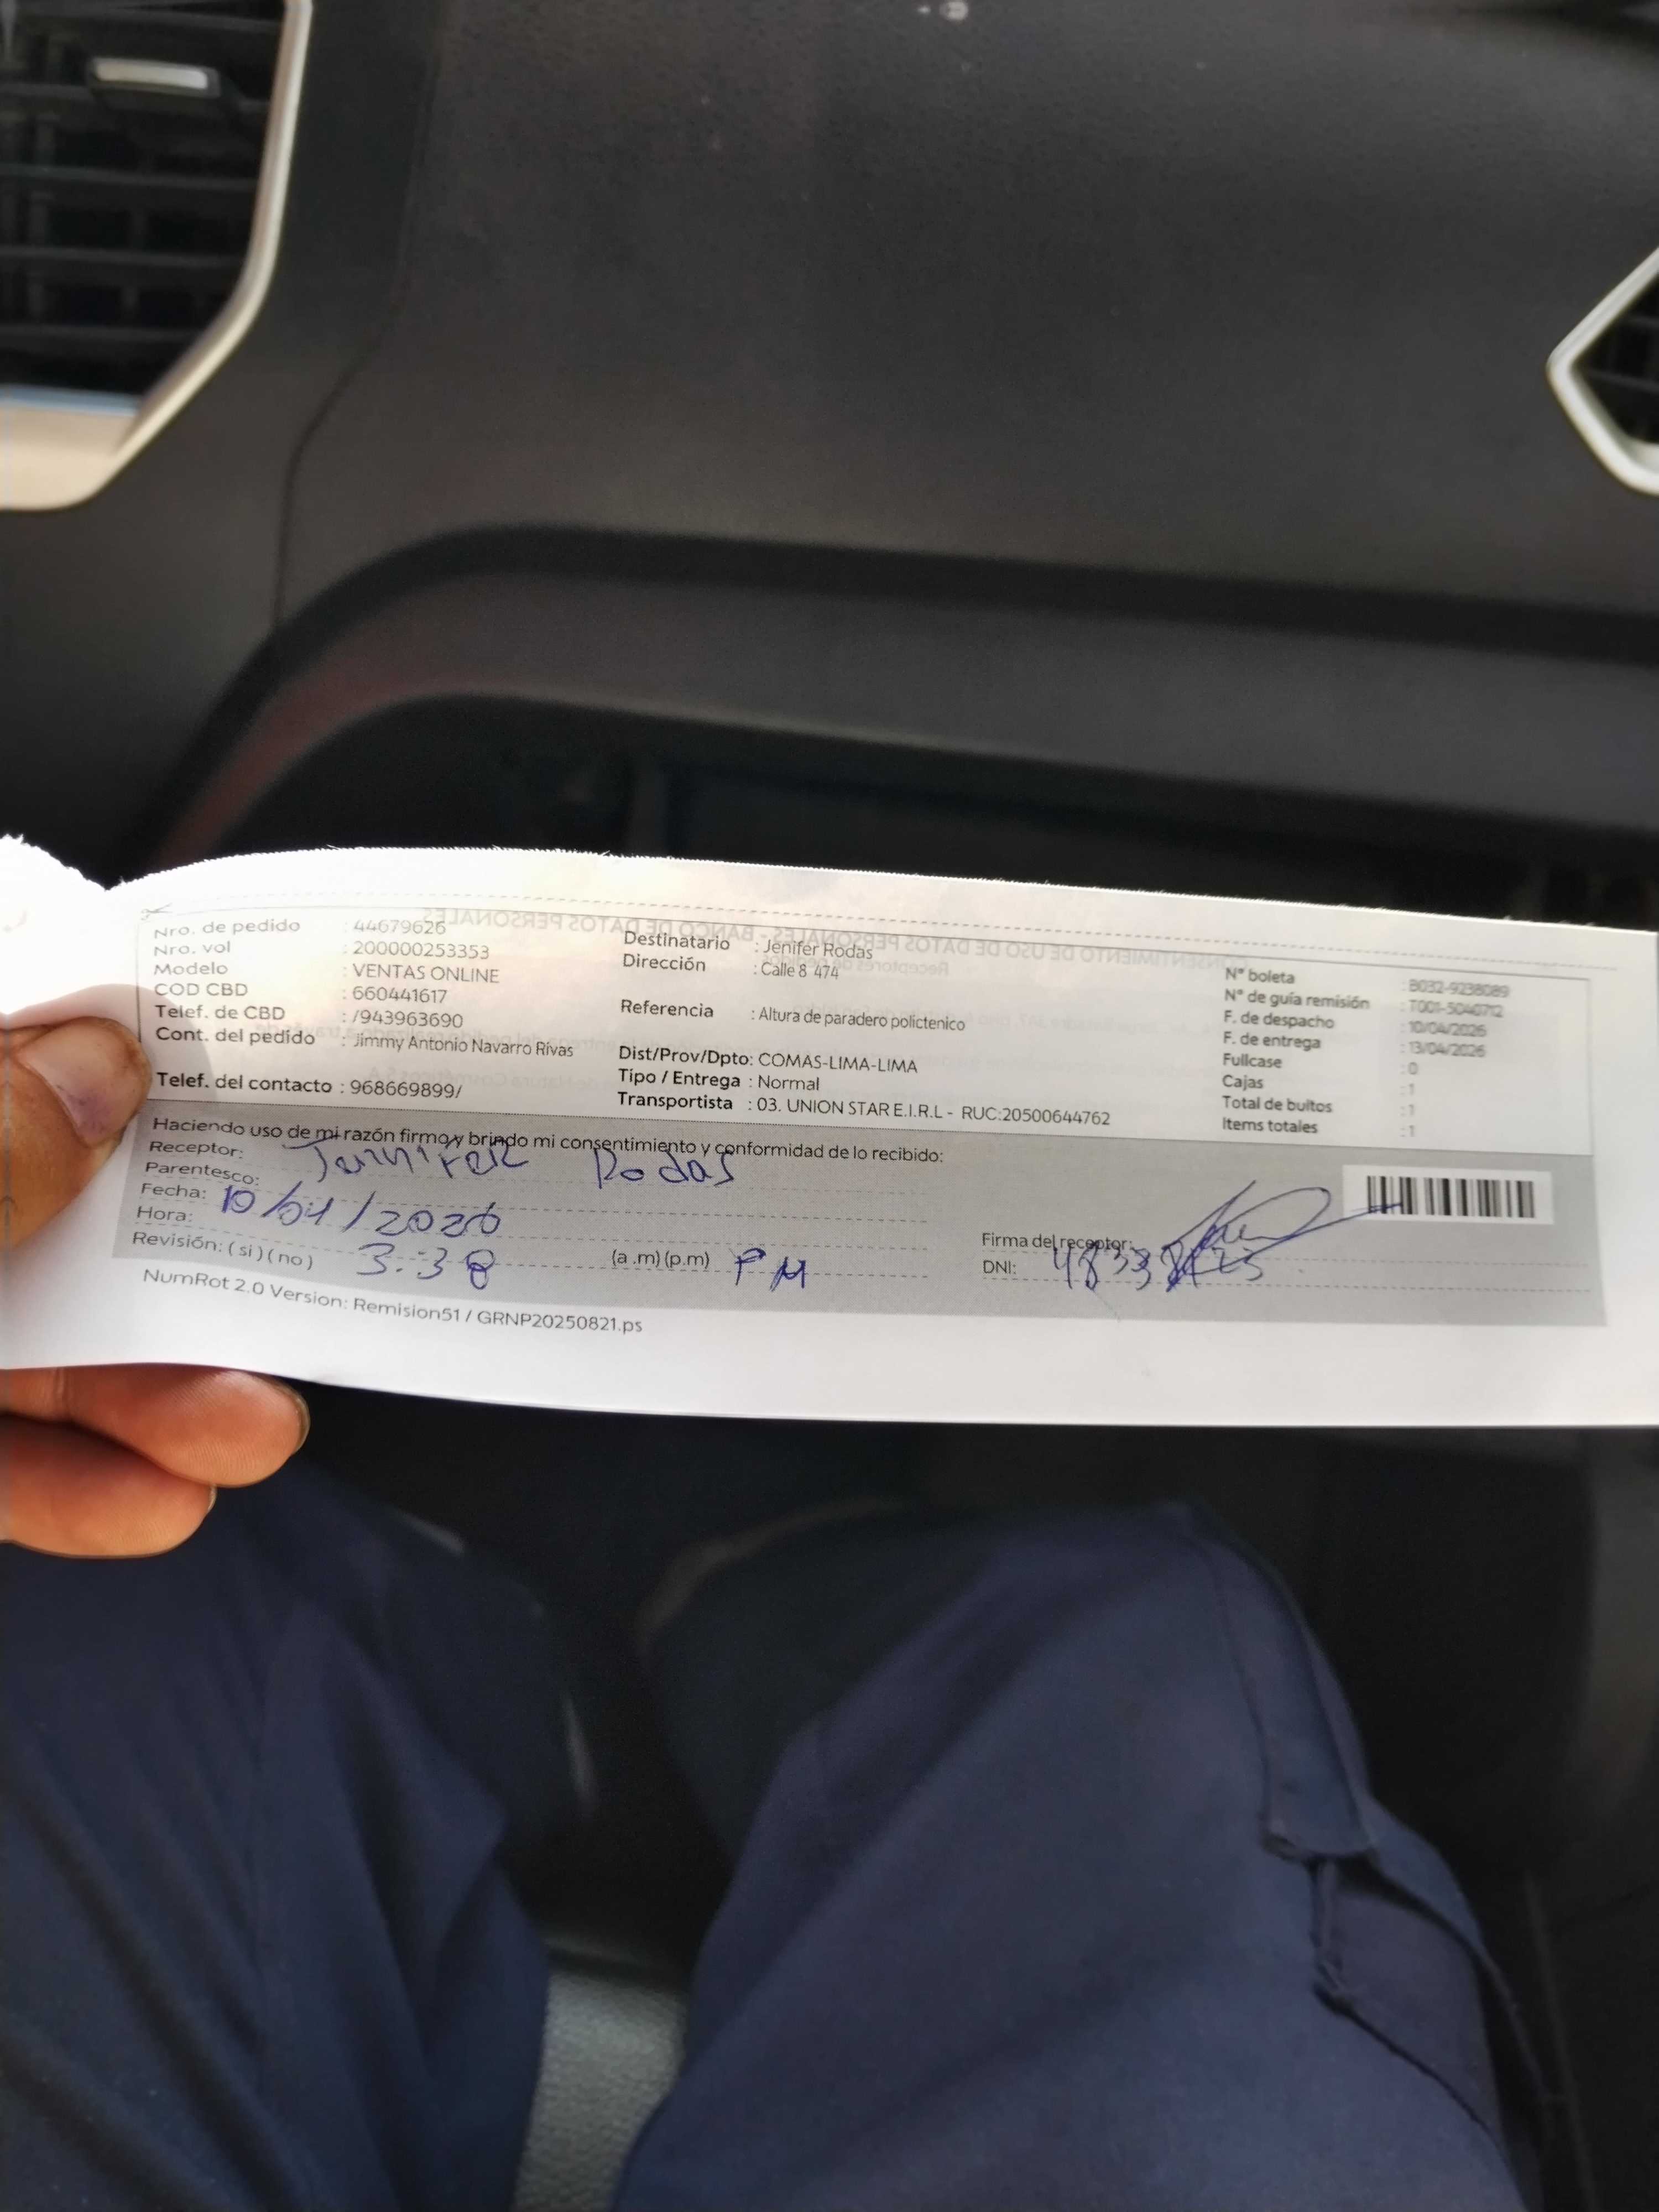 Nro. de pedido : 44679626
Nro. vol : 200000253353
Modelo : VENTAS ONLINE
COD CBD : 660441617
Telef. de CBD : /943963690
Cont. del pedido : Jimmy Antonio Navarro Rivas
Telef. del contacto : 968669899/
Destinatario : Jenifer Rodas
Dirección : Calle 8 474
Referencia : Altura de paradero polictenico
Dist/Prov/Dpto: COMAS-LIMA-LIMA
Tipo / Entrega : Normal
Transportista : 03. UNION STAR E.I.R.L - RUC:20500644762
N° boleta : B032-9238089
N° de guía remisión : T001-5040712
F. de despacho : 10/04/2026
F. de entrega : 13/04/2026
Fullcase : 0
Cajas : 1
Total de bultos : 1
Items totales : 1
Haciendo uso de mi razón firmo y brindo mi consentimiento y conformidad de lo recibido:
Receptor: Rodas
Parentesco:
Fecha: 10/04/2026
Hora: 3:38 (a .m) (p.m) PM
Revisión: ( si ) ( no )
Firma del receptor:
DNI:
NumRot 2.0 Version: Remision51 / GRNP20250821.ps